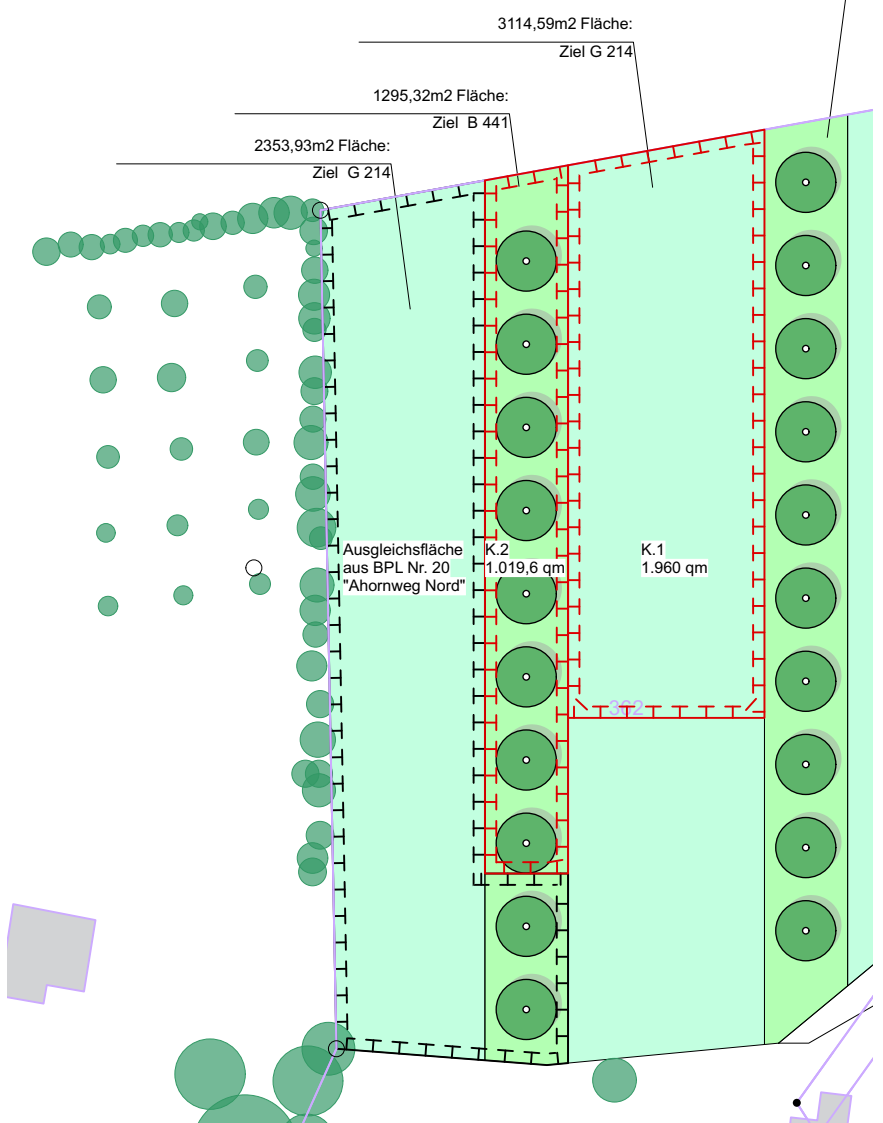 3114,59m2 Fläche:
Ziel G 214
1295,32m2 Fläche:
Ziel B 441
2353,93m2 Fläche:
Ziel G 214
Ausgleichsfläche
aus BPL Nr. 20
"Ahornweg Nord"
K.2
1.019,6 qm
K.1
1.960 qm
362